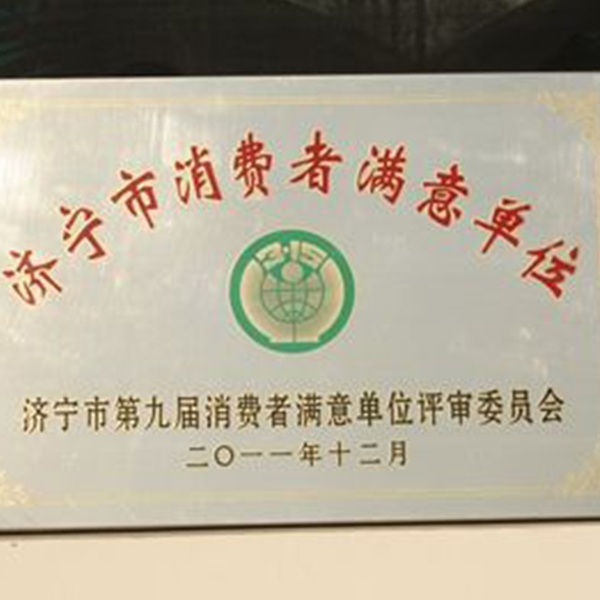 济宁市消费者满意单位
济宁市第九届消费者满意单位评审委员会
二〇一一年十二月